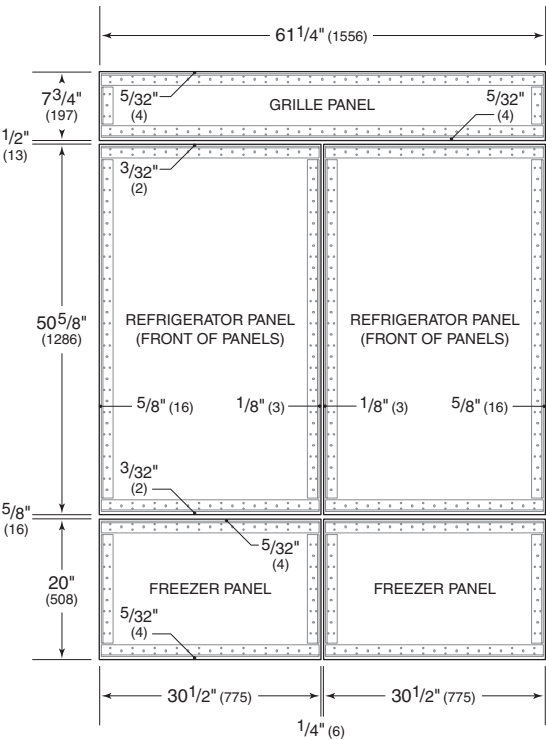 61 1/4" (1556)
7 3/4"
(197)
5/32"
(4)
GRILLE PANEL
5/32"
(4)
1/2"
(13)
3/32"
(2)
50 5/8"
(1286)
REFRIGERATOR PANEL
(FRONT OF PANELS)
REFRIGERATOR PANEL
(FRONT OF PANELS)
5/8" (16)
1/8" (3)
1/8" (3)
5/8" (16)
3/32"
(2)
5/8"
(16)
5/32"
(4)
20"
(508)
FREEZER PANEL
FREEZER PANEL
5/32"
(4)
30 1/2" (775)
30 1/2" (775)
1/4" (6)